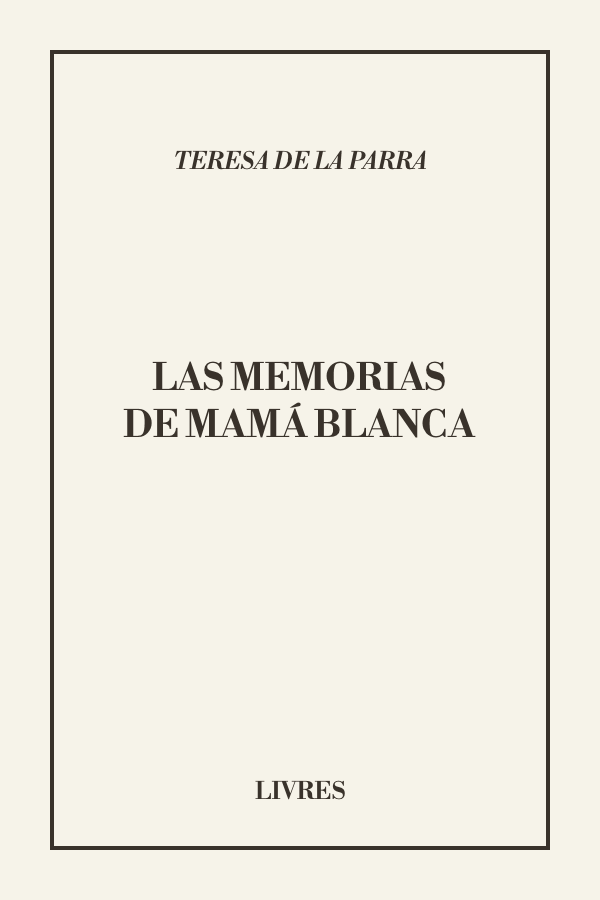 TERESA DE LA PARRA
LAS MEMORIAS
DE MAMÁ BLANCA
LIVRES